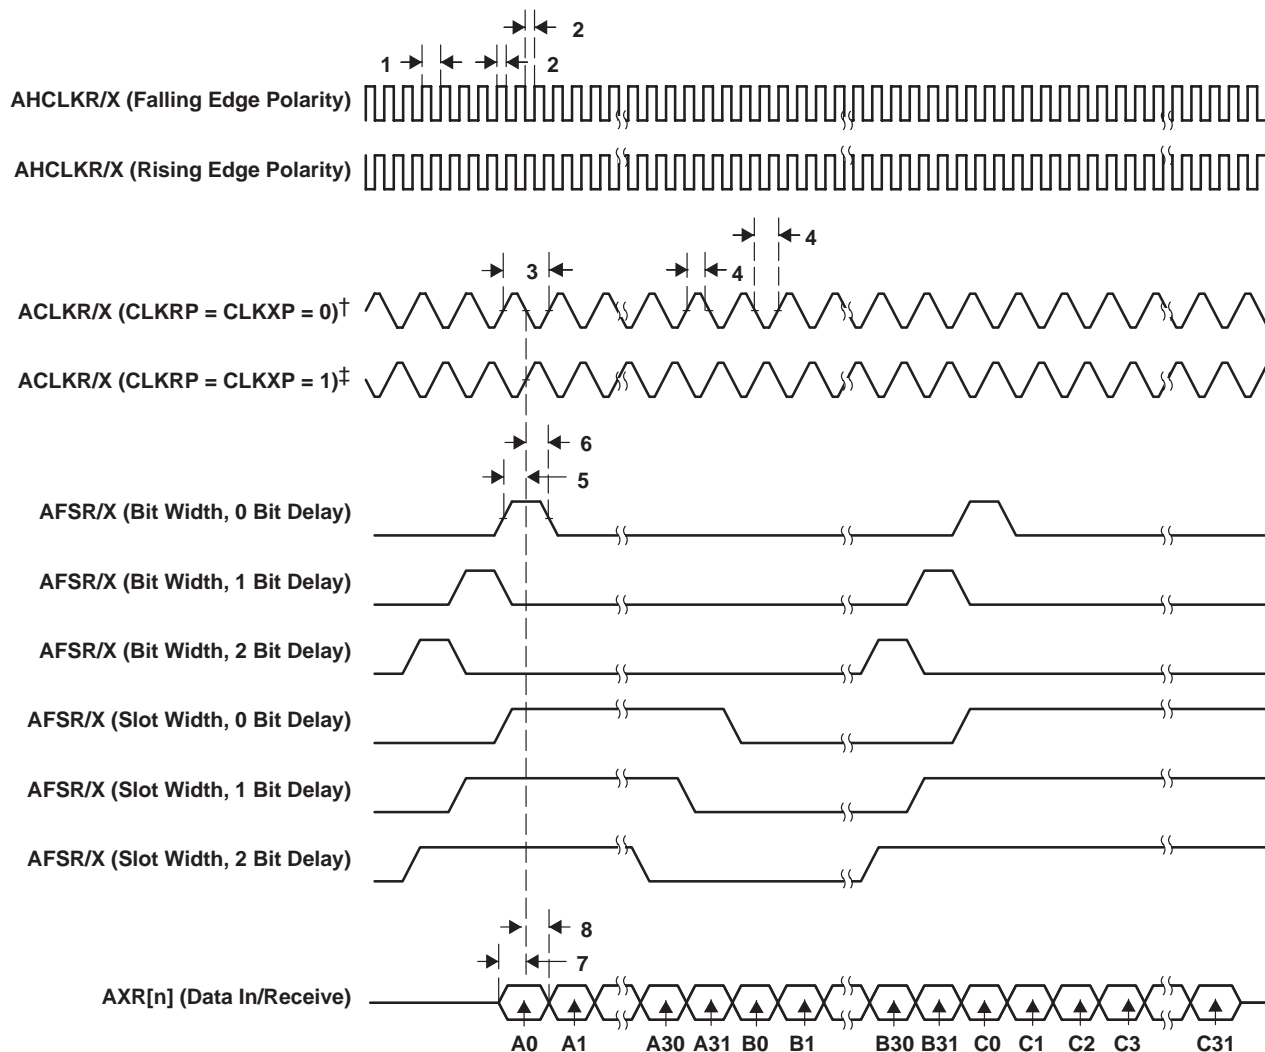 2
1
2
AHCLKR/X (Falling Edge Polarity)
AHCLKR/X (Rising Edge Polarity)
4
3
4
ACLKR/X (CLKRP = CLKXP = 0)†
ACLKR/X (CLKRP = CLKXP = 1)‡
6
5
AFSR/X (Bit Width, 0 Bit Delay)
AFSR/X (Bit Width, 1 Bit Delay)
AFSR/X (Bit Width, 2 Bit Delay)
AFSR/X (Slot Width, 0 Bit Delay)
AFSR/X (Slot Width, 1 Bit Delay)
AFSR/X (Slot Width, 2 Bit Delay)
8
7
AXR[n] (Data In/Receive)
A0 A1 A30 A31 B0 B1 B30 B31 C0 C1 C2 C3 C31